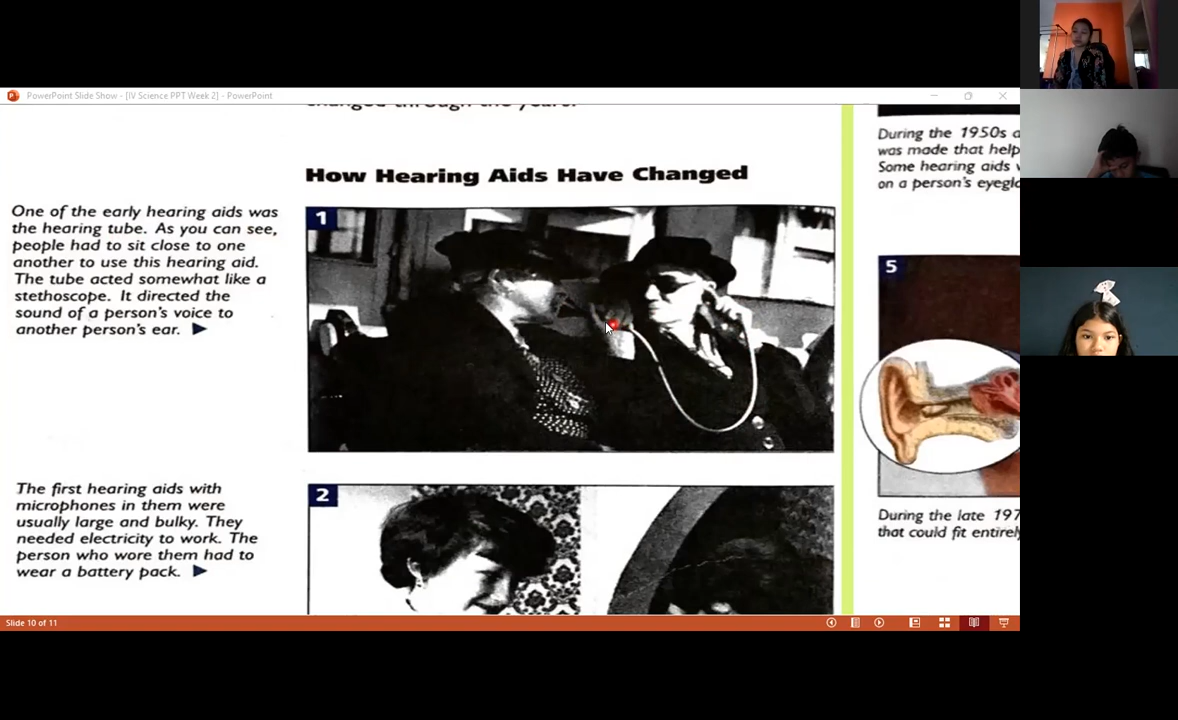 PowerPoint Slide Show - [IV Science PPT Week 2] - PowerPoint
changed through the years.
How Hearing Aids Have Changed
One of the early hearing aids was
the hearing tube. As you can see,
people had to sit close to one
another to use this hearing aid.
The tube acted somewhat like a
stethoscope. It directed the
sound of a person's voice to
another person's ear.
1
The first hearing aids with
microphones in them were
usually large and bulky. They
needed electricity to work. The
person who wore them had to
wear a battery pack.
2
During the 1950s
was made that help
Some hearing aids
on a person's
5
During the late 197
that could fit entirely
Slide 10 of 11